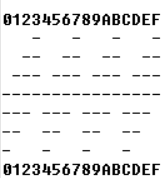 0123456789ABCDEF
   -   -   -   -
  --  --  --  --
 --- --- --- ---
----------------
--- --- --- ---
--  --  --  --
-   -   -   -
0123456789ABCDEF